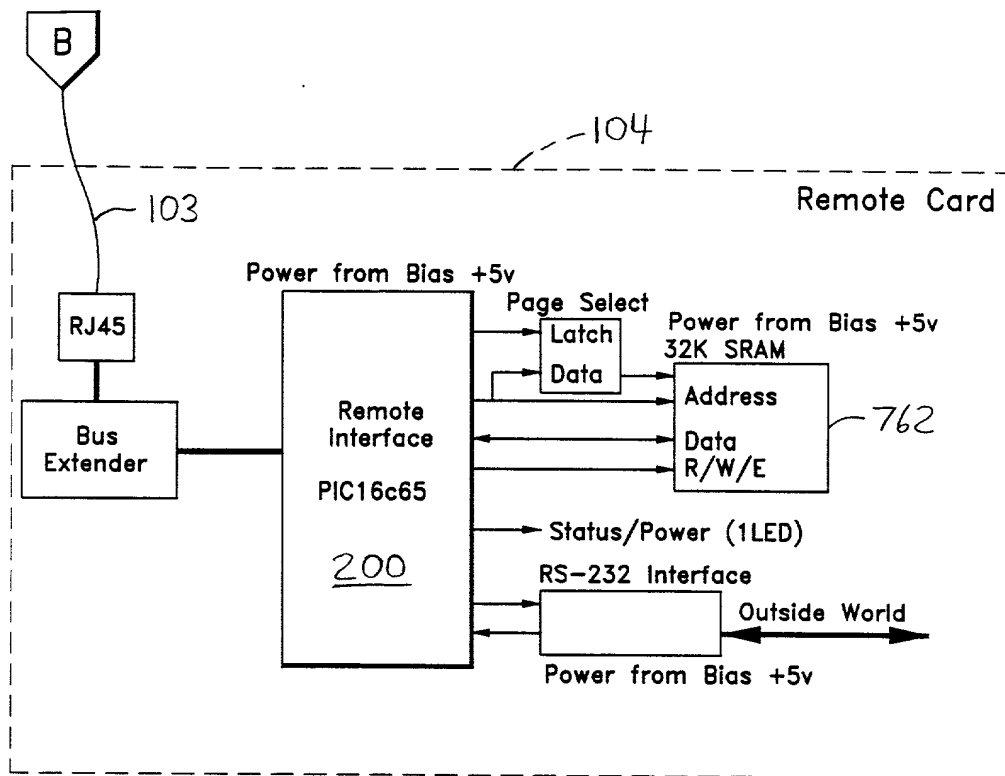 B
104
103
Remote Card
Power from Bias +5v
Page Select
RJ45
Latch
Data
Power from Bias +5v
32K SRAM
Address
Data
R/W/E
762
Bus
Extender
Remote
Interface
PIC16c65
200
Status/Power (1LED)
RS-232 Interface
Outside World
Power from Bias +5v